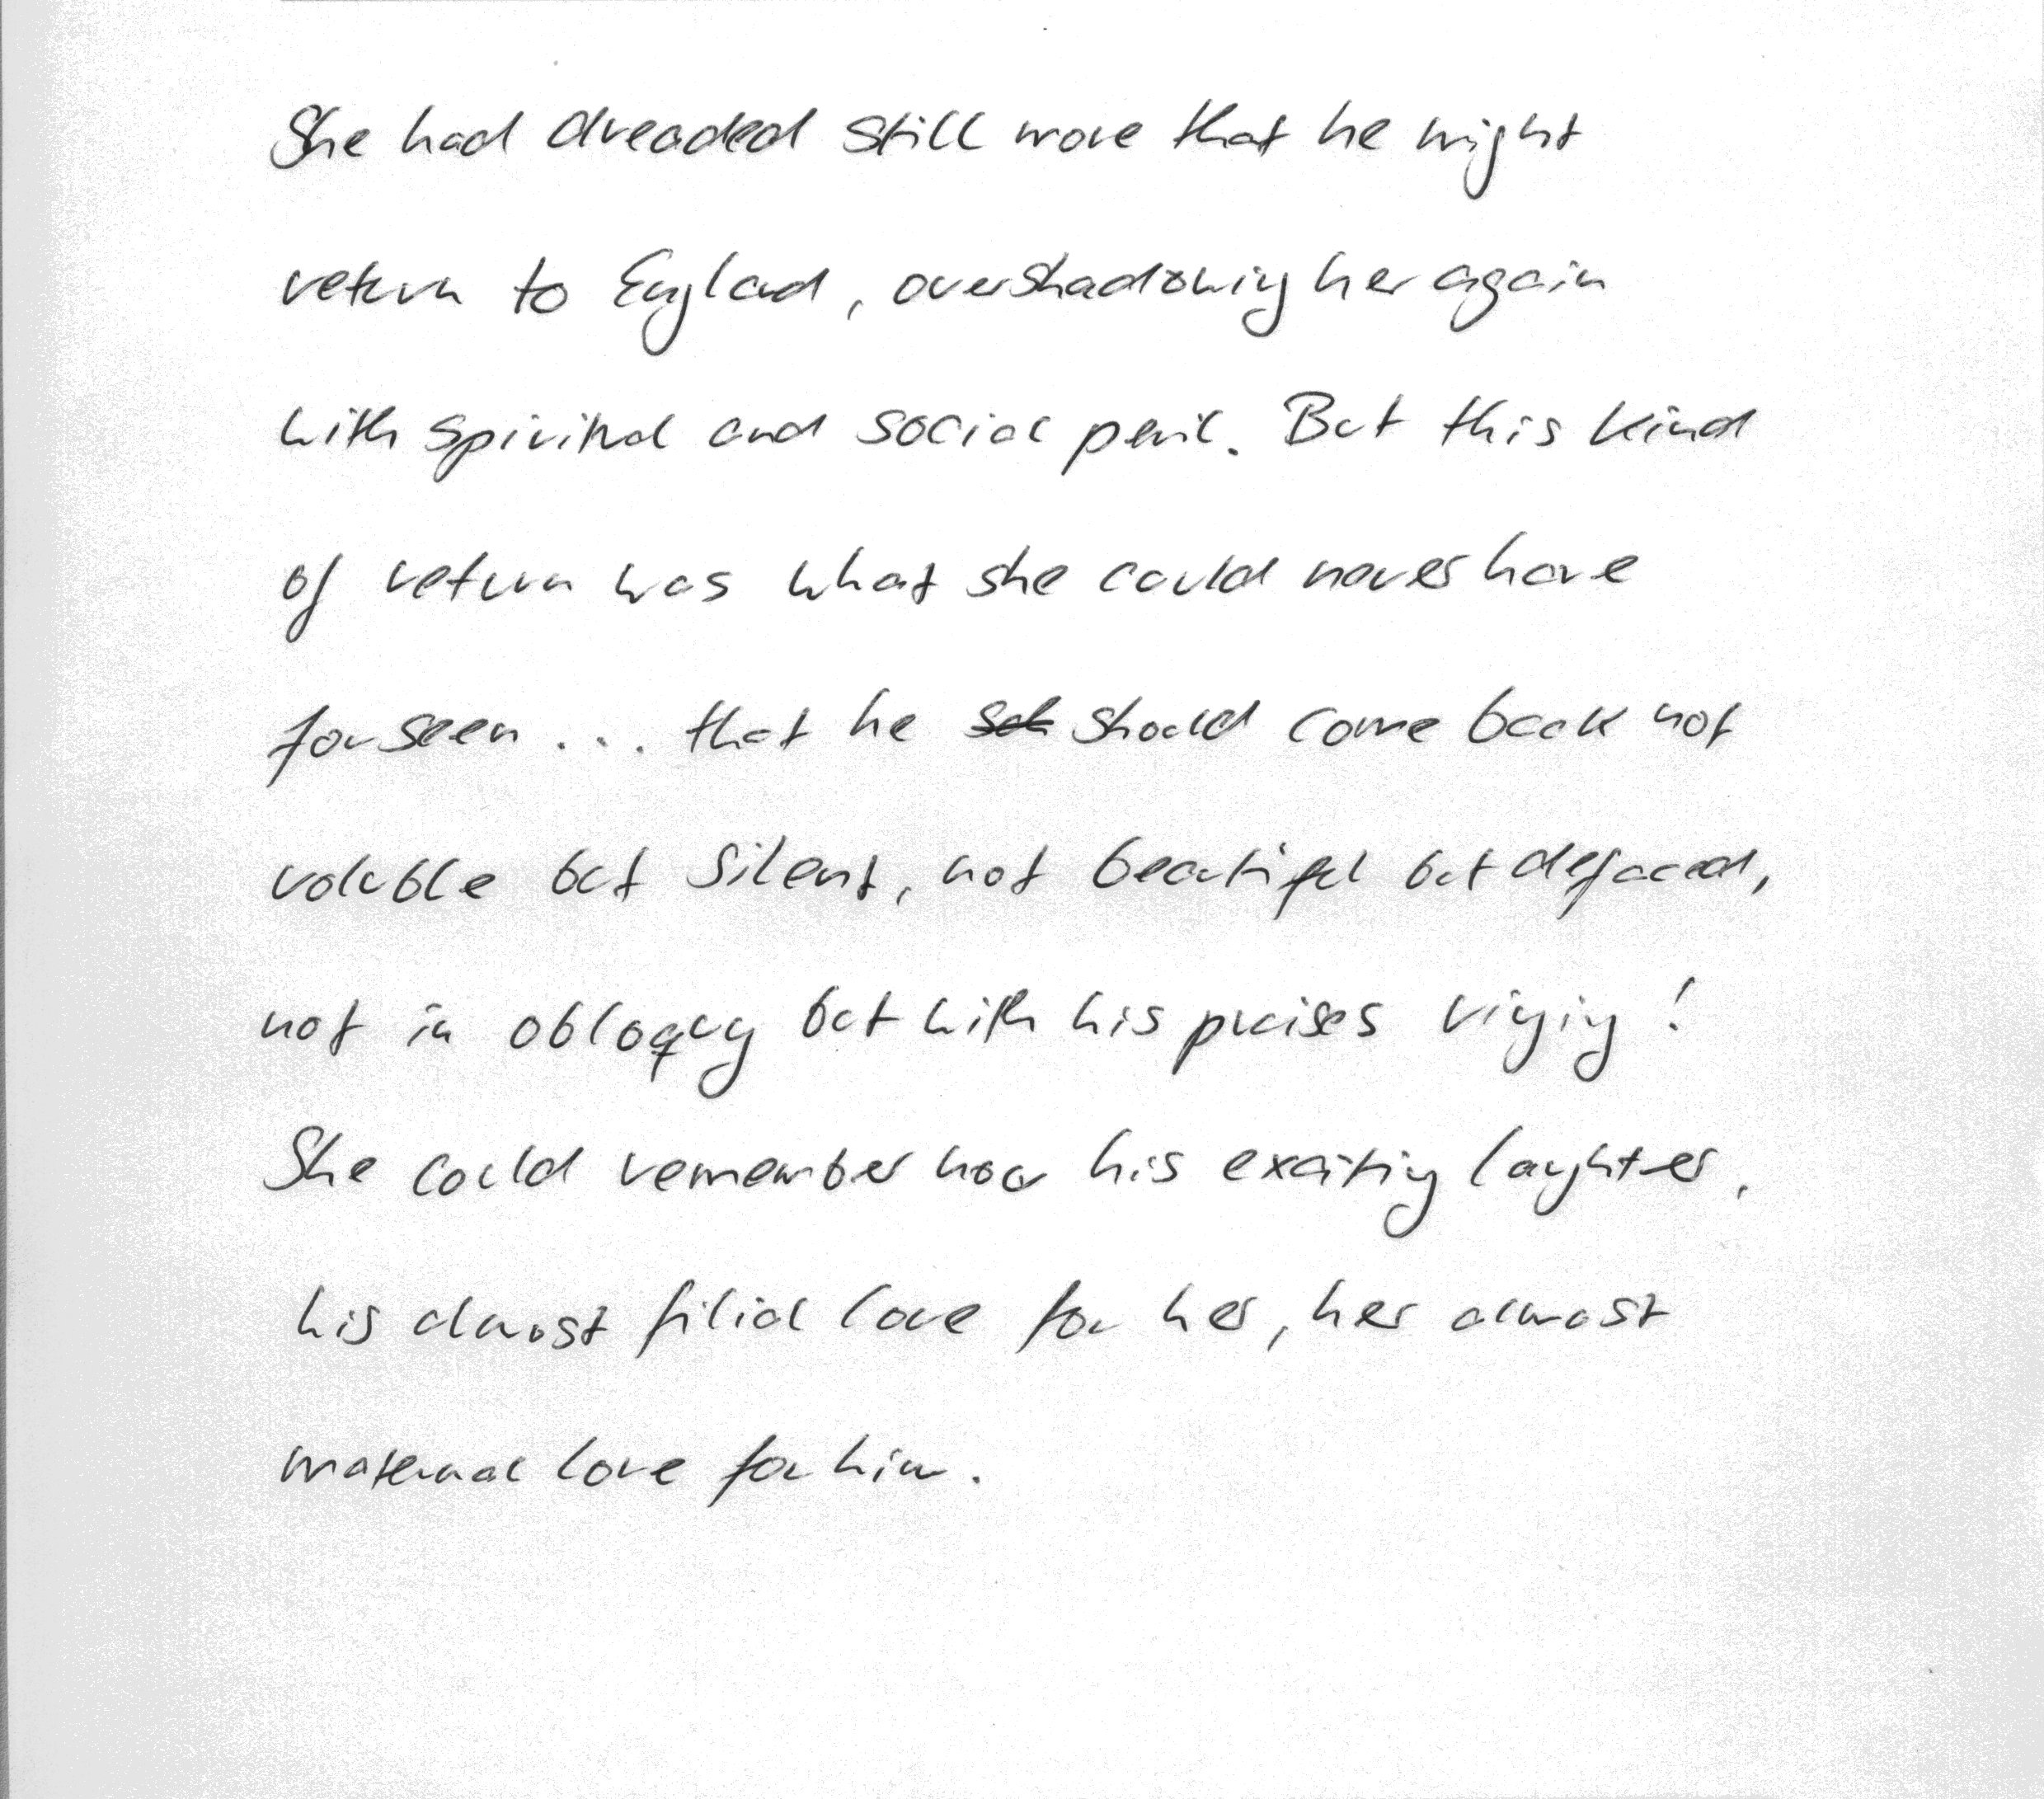 She had dreaded still more that he might
return to England, overshadowing her again
with spiritual and social peril. But this kind
of return was what she could never have
forseen ... that he should come back not
voluble but silent, not beautiful but defaced,
not in obloquy but with his praises ringing!
She could remember now his exciting laughter,
his almost filial love for her, her almost
maternal love for him.